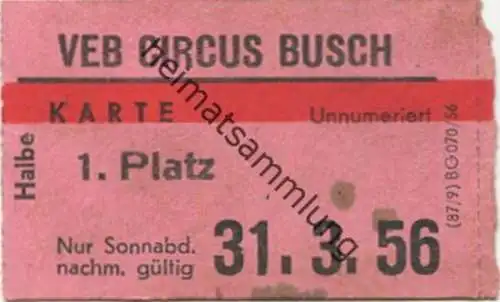 VEB CIRCUS BUSCH
KARTE Unnumeriert
Halbe
1. Platz
Nur Sonnabd.
nachm. gültig
31. 3. 56
(87/9) BG 070/56
heimatsammlung